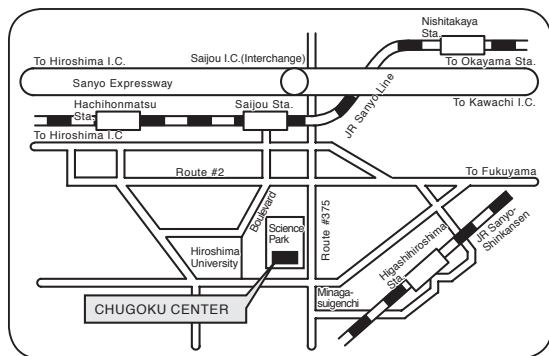 Nishitakaya
Sta.
To Hiroshima I.C.
Saijou I.C.(Interchange)
To Okayama Sta.
Sanyo Expressway
JR Sanyo Line
Hachihonmatsu
Sta.
Saijou Sta.
To Kawachi I.C.
To Hiroshima I.C
Route #2
To Fukuyama
Boulevard
Science
Park
Route #375
Hiroshima
University
Higashihiroshima
Sta.
JR Sanyo-
Shinkansen
Minaga-
suigenchi
CHUGOKU CENTER